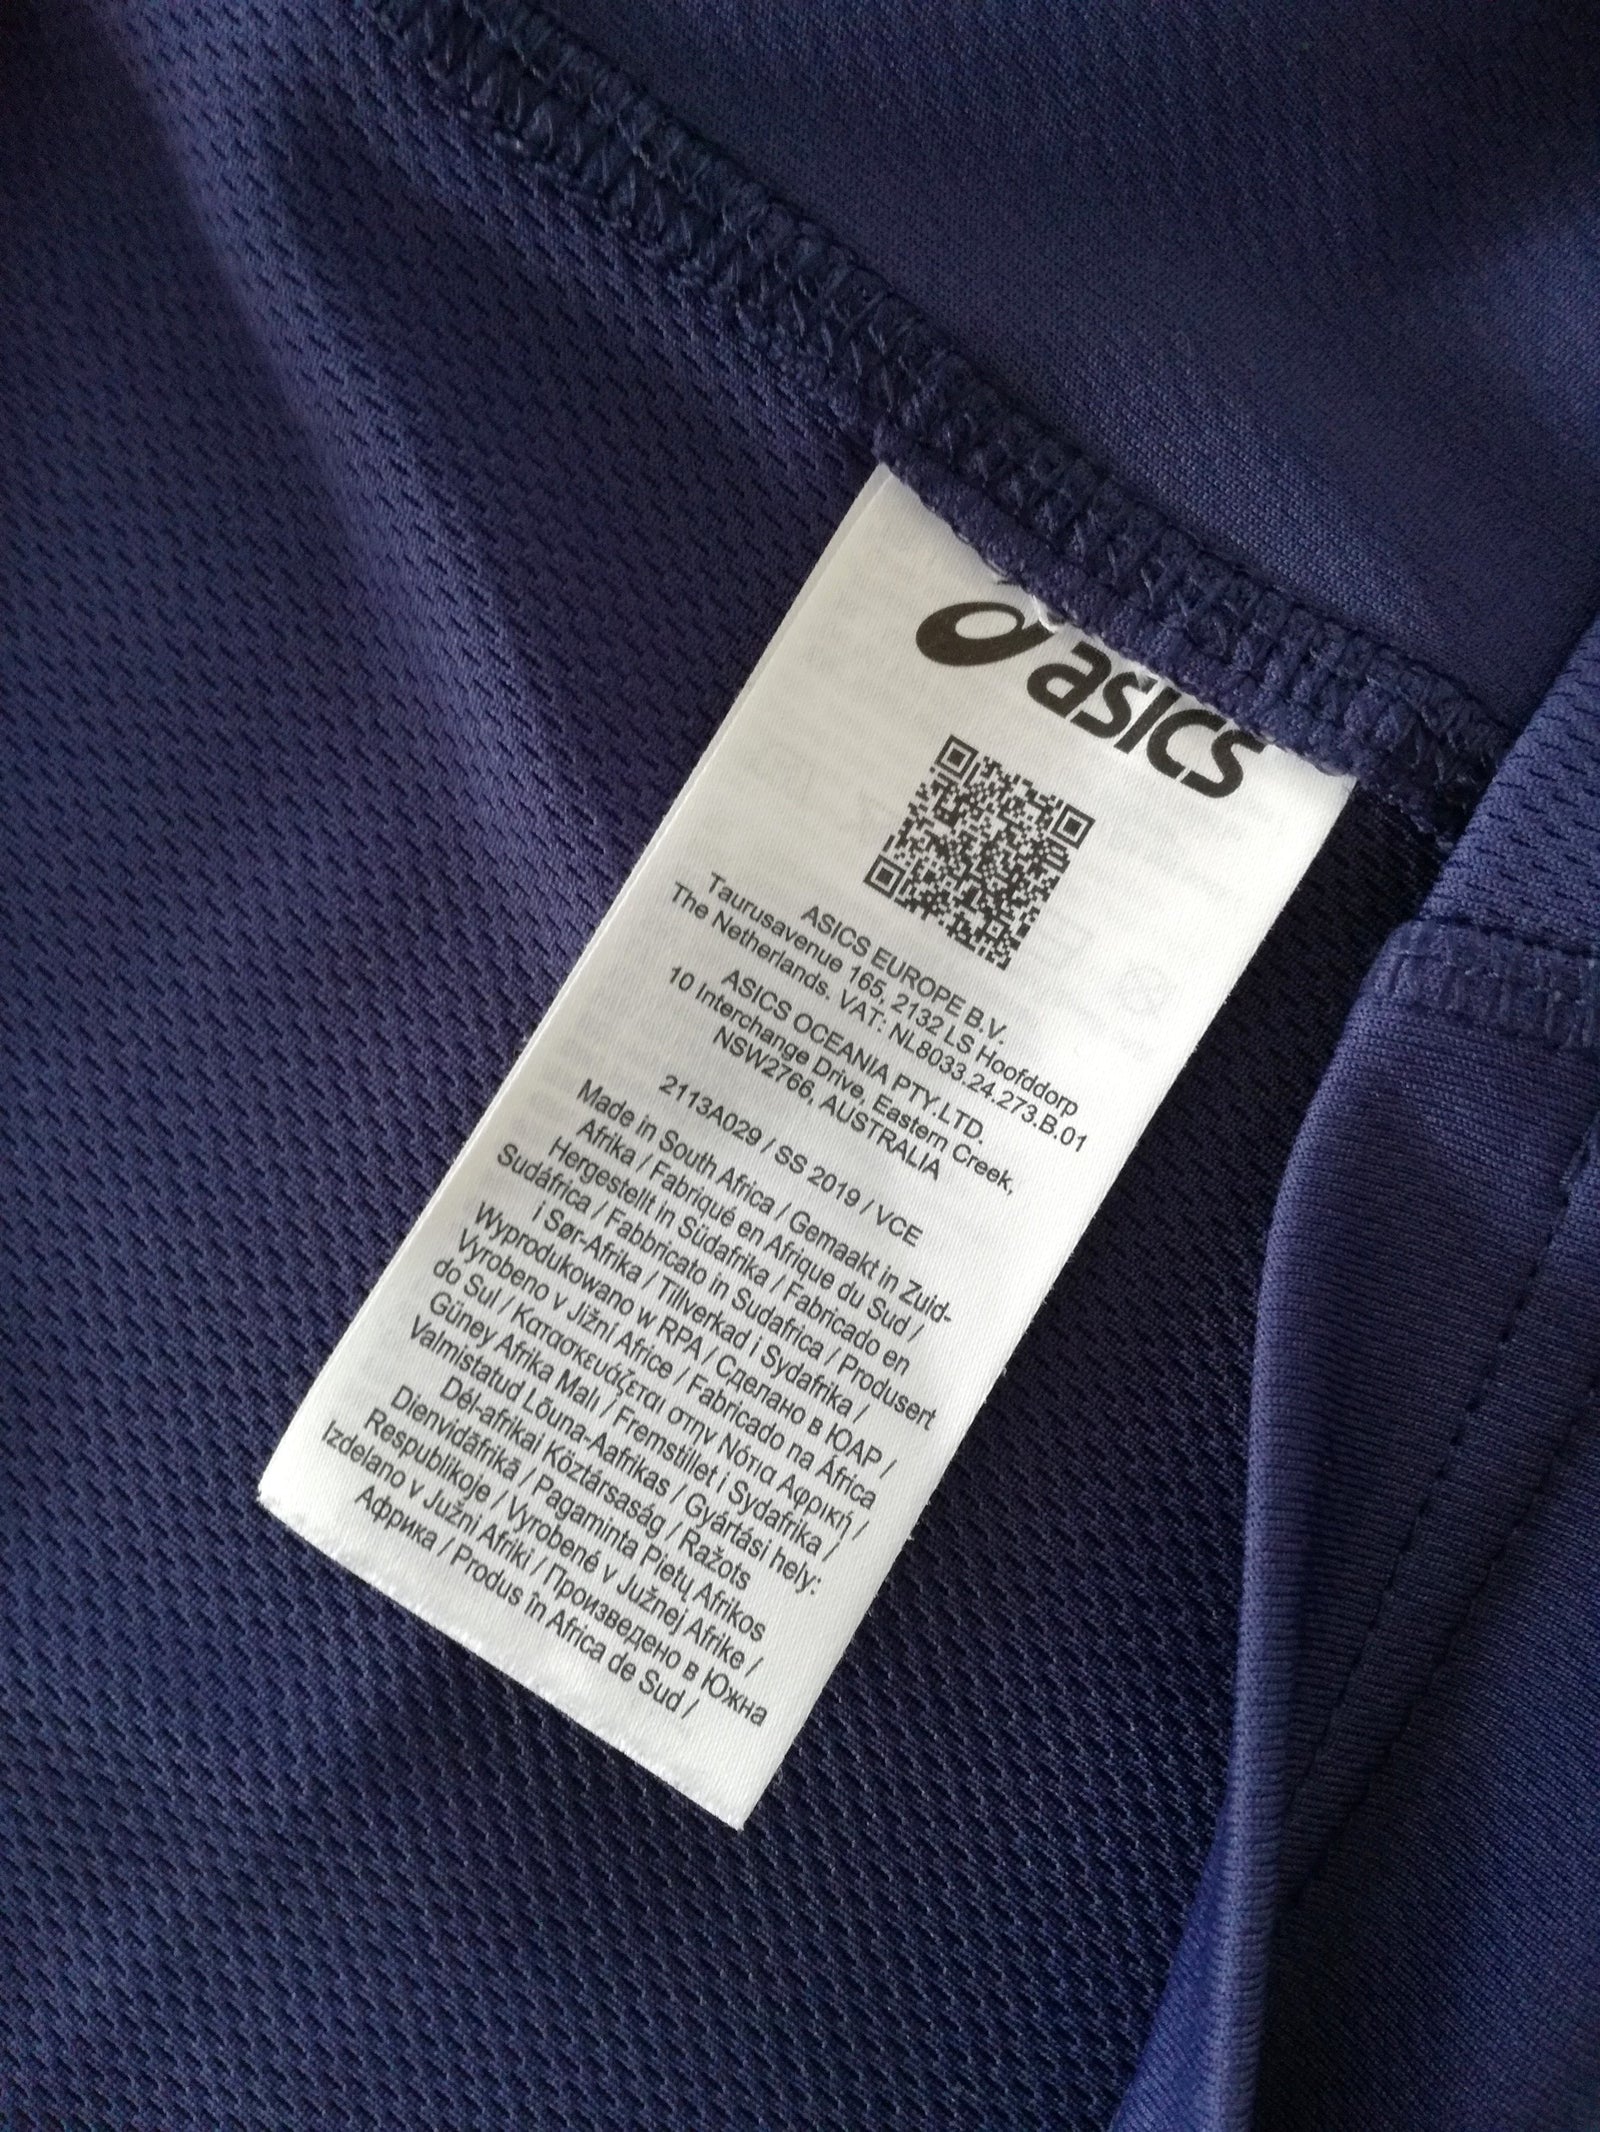 asics
ASICS EUROPE B.V.
Taurusavenue 165, 2132 LS Hoofddorp
The Netherlands. VAT: NL8033.24.273.B.01
ASICS OCEANIA PTY.LTD.
10 Interchange Drive, Eastern Creek,
NSW2766, AUSTRALIA
2113A029 / SS 2019 / VCE
Made in South Africa / Gemaakt in Zuid-
Afrika / Fabriqué en Afrique du Sud /
Hergestellt in Südafrika / Fabricado en
Sudáfrica / Fabbricato in Sudafrica / Produsert
i Sør-Afrika / Tillverkad i Sydafrika /
Wyprodukowano w RPA / Сделано в ЮАР /
Vyrobeno v Jižní Africe / Fabricado na África
do Sul / Κατασκευάζεται στην Νότια Αφρική /
Güney Afrika Malı / Fremstillet i Sydafrika /
Valmistatud Lõuna-Aafrikas / Gyártási hely:
Dél-afrikai Köztársaság / Ražots
Dienvidāfrikā / Pagaminta Pietų Afrikos
Respublikoje / Vyrobené v Južnej Afrike /
Izdelano v Južni Afriki / Произведено в Южна
Африка / Produs în Africa de Sud /